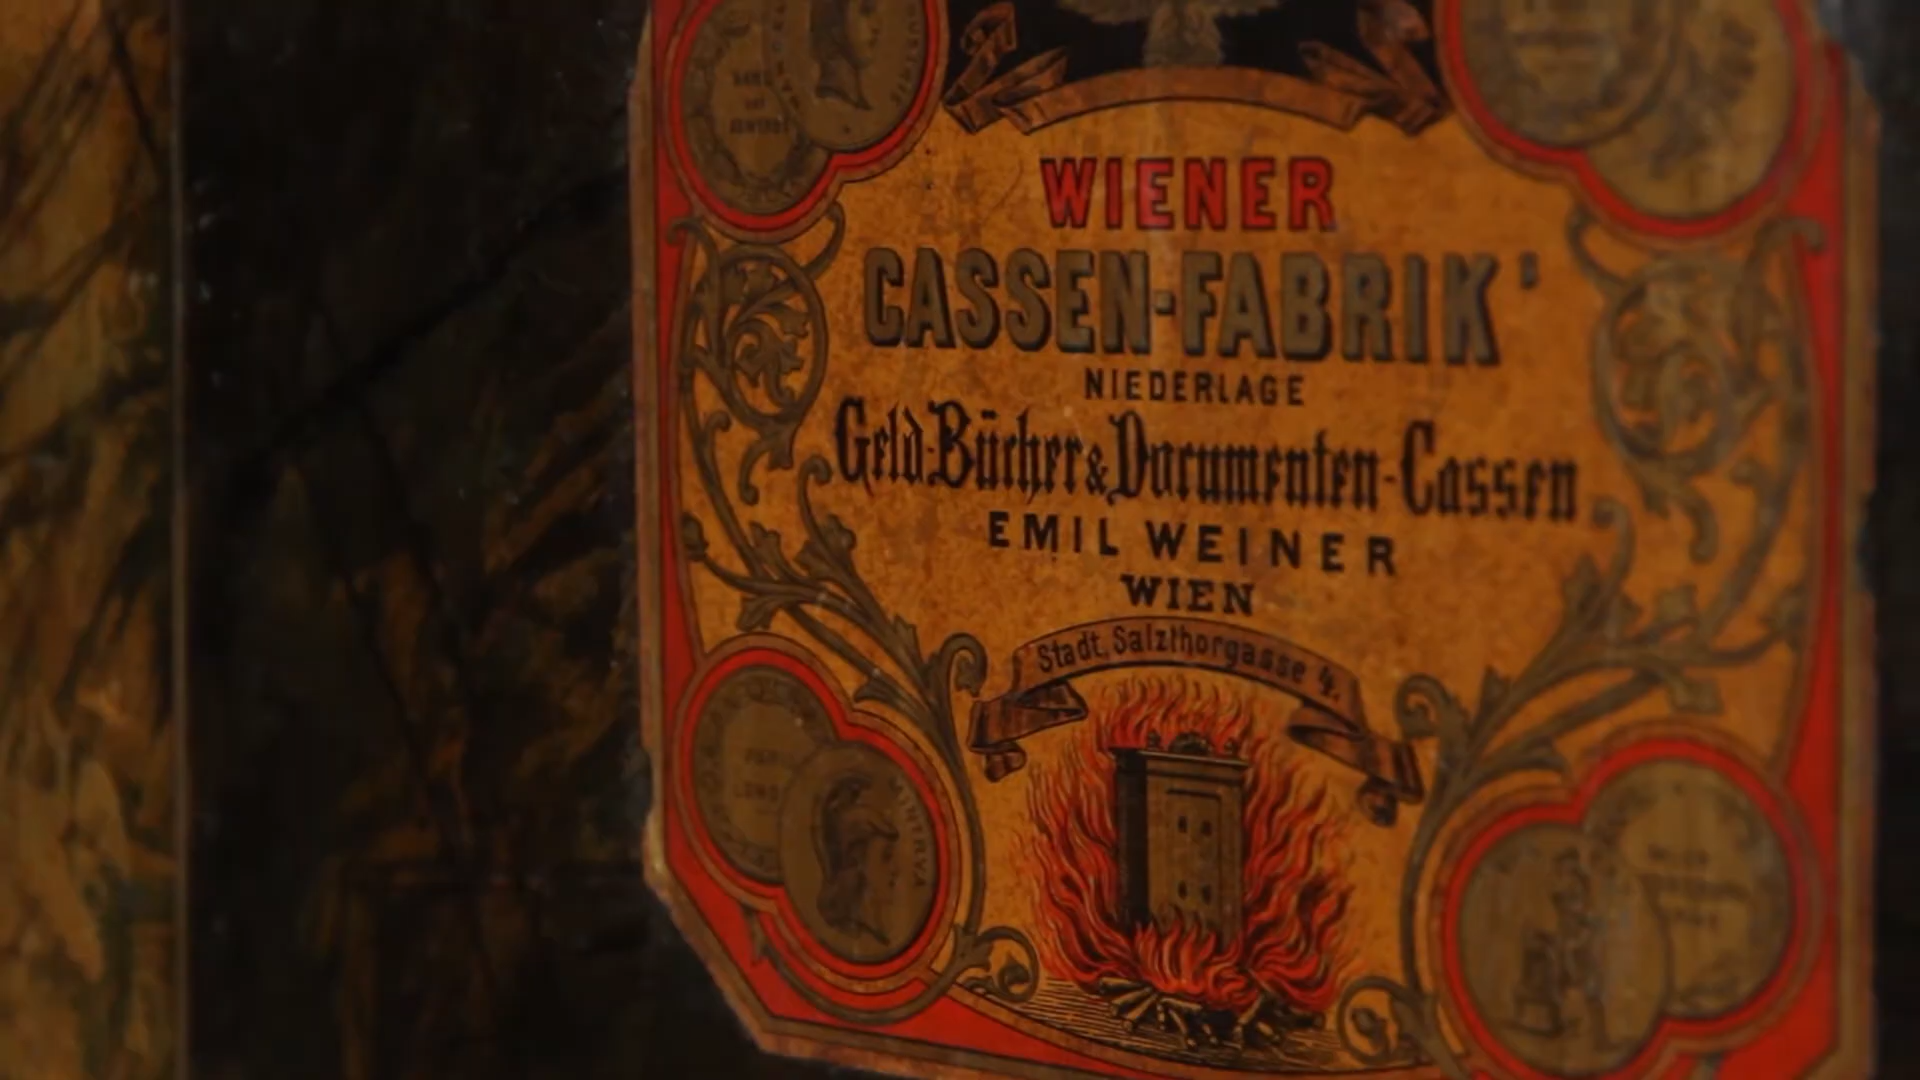 WIENER
CASSEN-FABRIK'
NIEDERLAGE
Geld-Bücher & Documenten-Cassen
EMIL WEINER
WIEN
Stadt, Salzthorgasse 4.